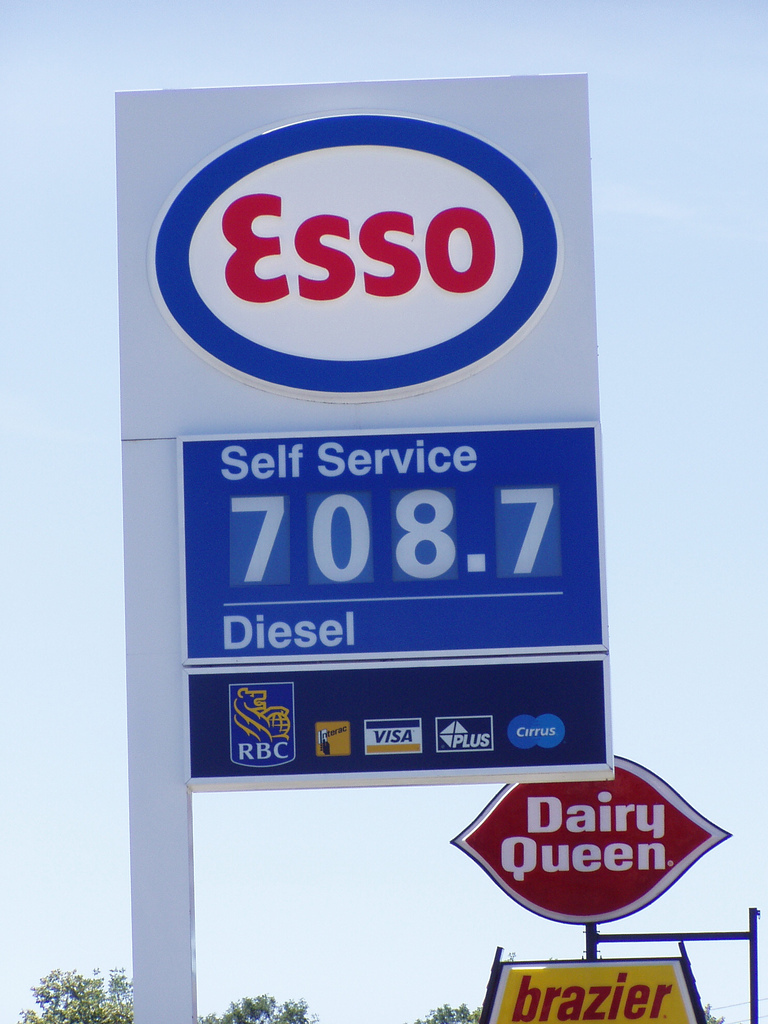 Esso
Self Service
708.7
Diesel
RBC
Interac
VISA
PLUS
Cirrus
Dairy
Queen.
brazier